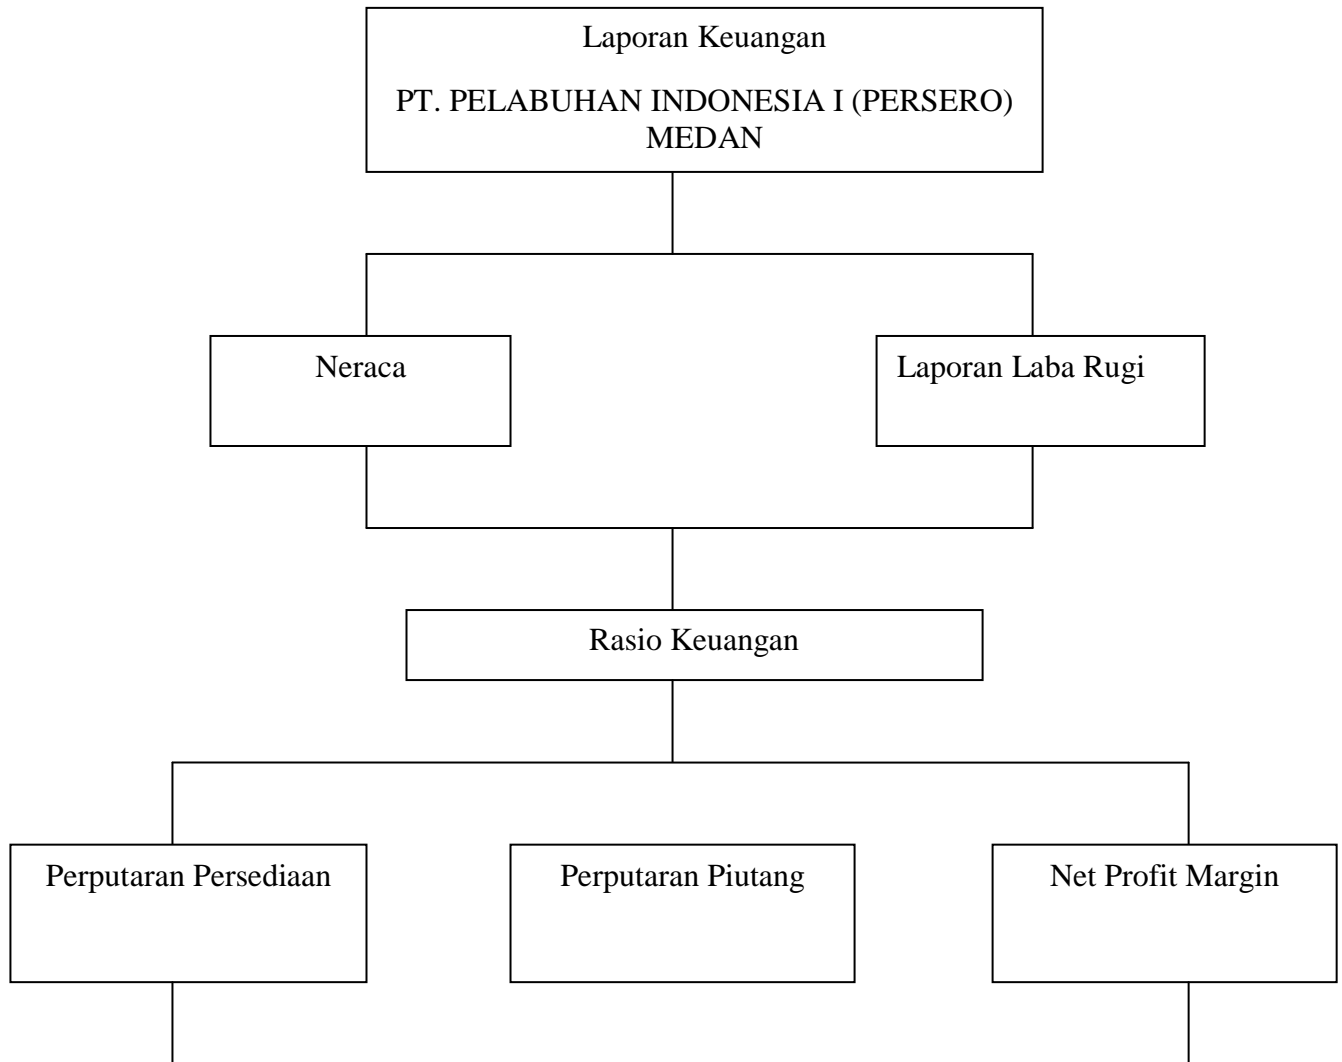 Laporan Keuangan
PT. PELABUHAN INDONESIA I (PERSERO)
MEDAN
Neraca
Laporan Laba Rugi
Rasio Keuangan
Perputaran Persediaan
Perputaran Piutang
Net Profit Margin